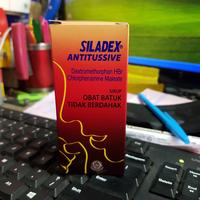 SILADEX®
ANTITUSSIVE
Dextromethorphan HBr
Chlorpheniramine Maleate
SIRUP
OBAT BATUK
TIDAK BERDAHAK